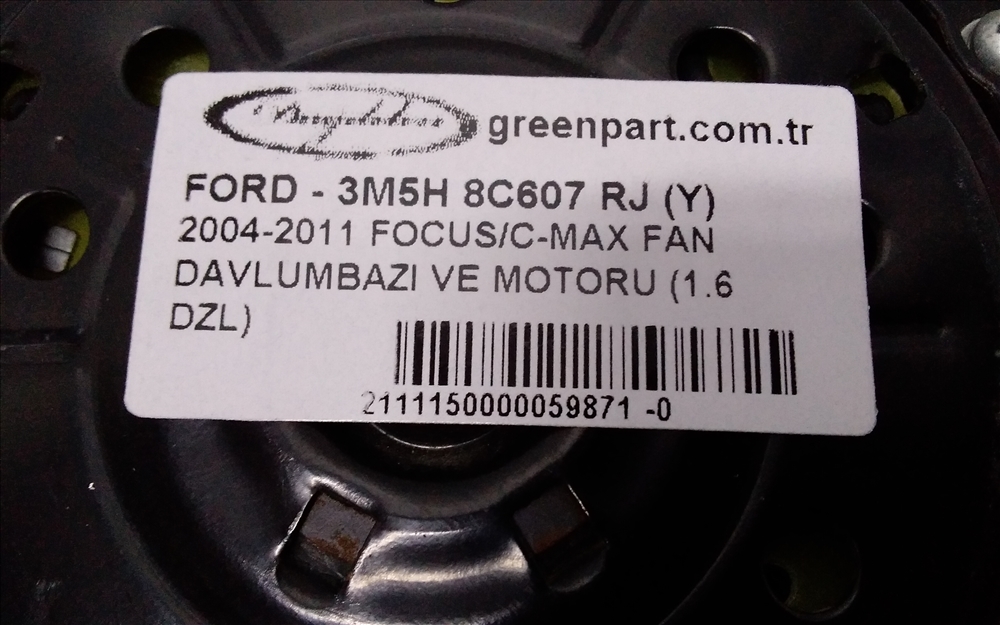 greenpart.com.tr
FORD - 3M5H 8C607 RJ (Y)
2004-2011 FOCUS/C-MAX FAN
DAVLUMBAZI VE MOTORU (1.6
DZL)
2111150000059871 -0